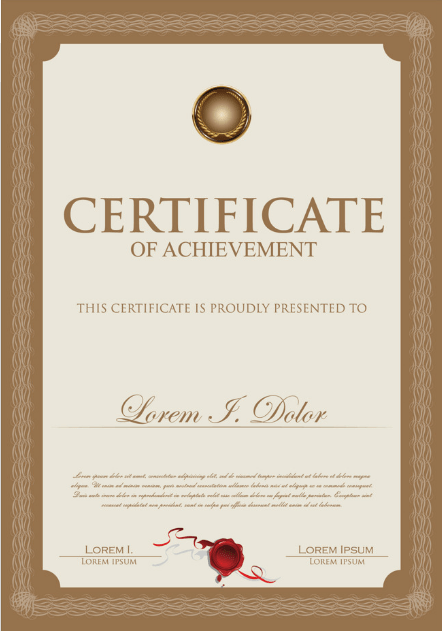 CERTIFICATE
OF ACHIEVEMENT
THIS CERTIFICATE IS PROUDLY PRESENTED TO
Lorem I. Dolor
Lorem ipsum dolor sit amet, consectetur adipisicing elit, sed do eiusmod tempor incididunt ut labore et dolore magna
aliqua. Ut enim ad minim veniam, quis nostrud exercitation ullamco laboris nisi ut aliquip ex ea commodo consequat.
Duis aute irure dolor in reprehenderit in voluptate velit esse cillum dolore eu fugiat nulla pariatur. Excepteur sint
occaecat cupidatat non proident, sunt in culpa qui officia deserunt mollit anim id est laborum.
LOREM I.
LOREM IPSUM
LOREM IPSUM
LOREM IPSUM